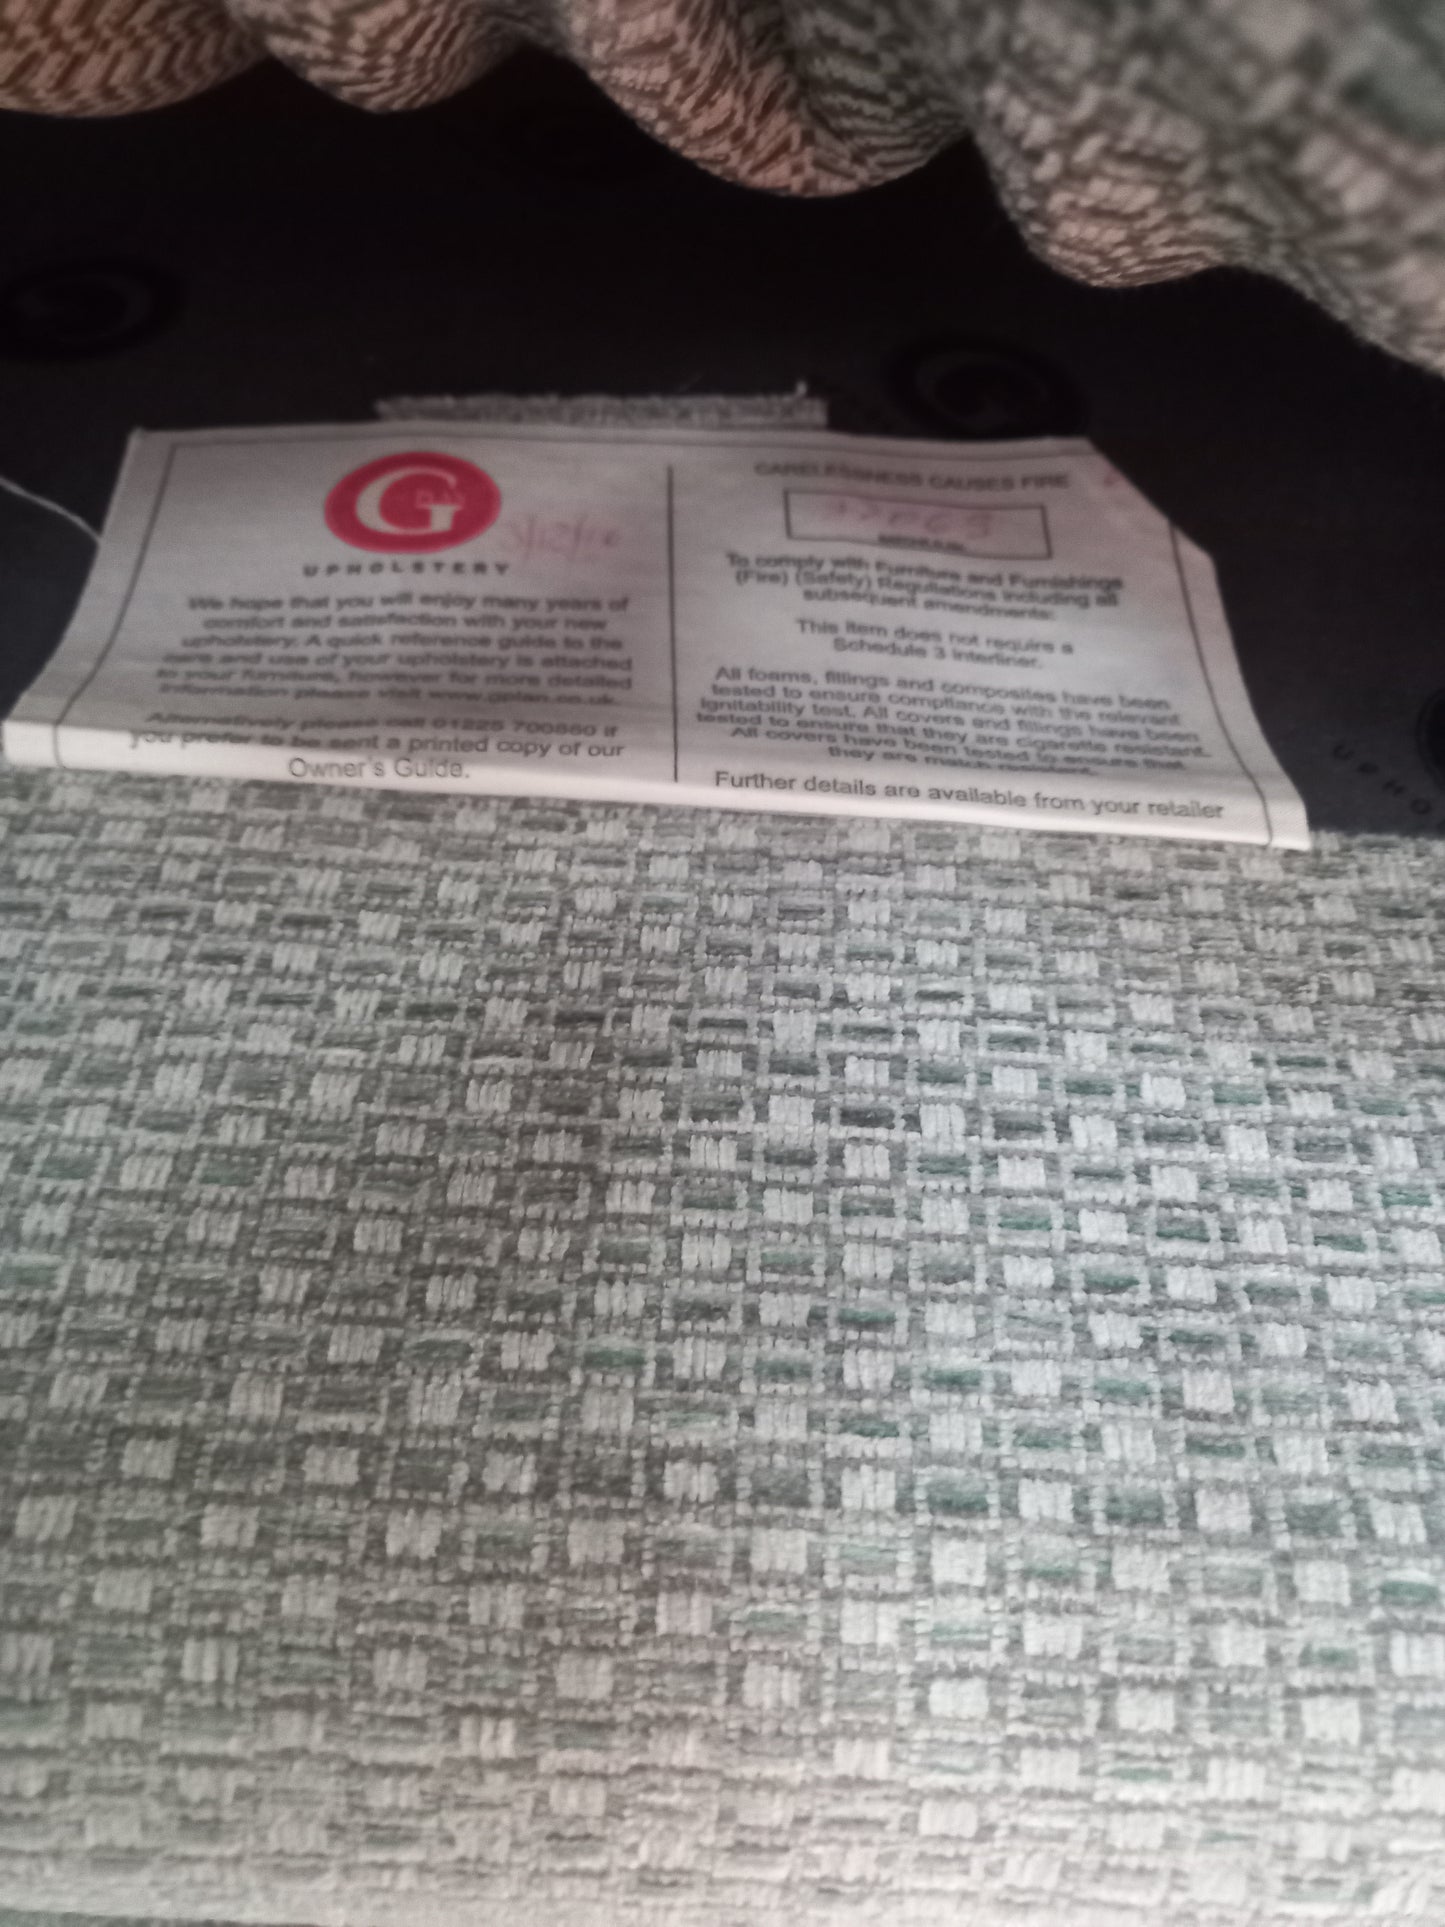 G
Plan
UPHOLSTERY
We hope that you will enjoy many years of
comfort and satisfaction with your new
upholstery. A quick reference guide to the
care and use of your upholstery is attached
to your furniture, however for more detailed
information please visit www.gplan.co.uk.
Alternatively please call 01225 700860 if
you prefer to be sent a printed copy of our
Owner's Guide.
CARELESSNESS CAUSES FIRE
To comply with Furniture and Furnishings
(Fire) (Safety) Regulations including all
subsequent amendments:
This item does not require a
Schedule 3 interliner.
All foams, fillings and composites have been
tested to ensure compliance with the relevant
ignitability test. All covers and fillings have been
tested to ensure that they are cigarette resistant.
All covers have been tested to ensure that
they are match resistant.
Further details are available from your retailer
UPHO